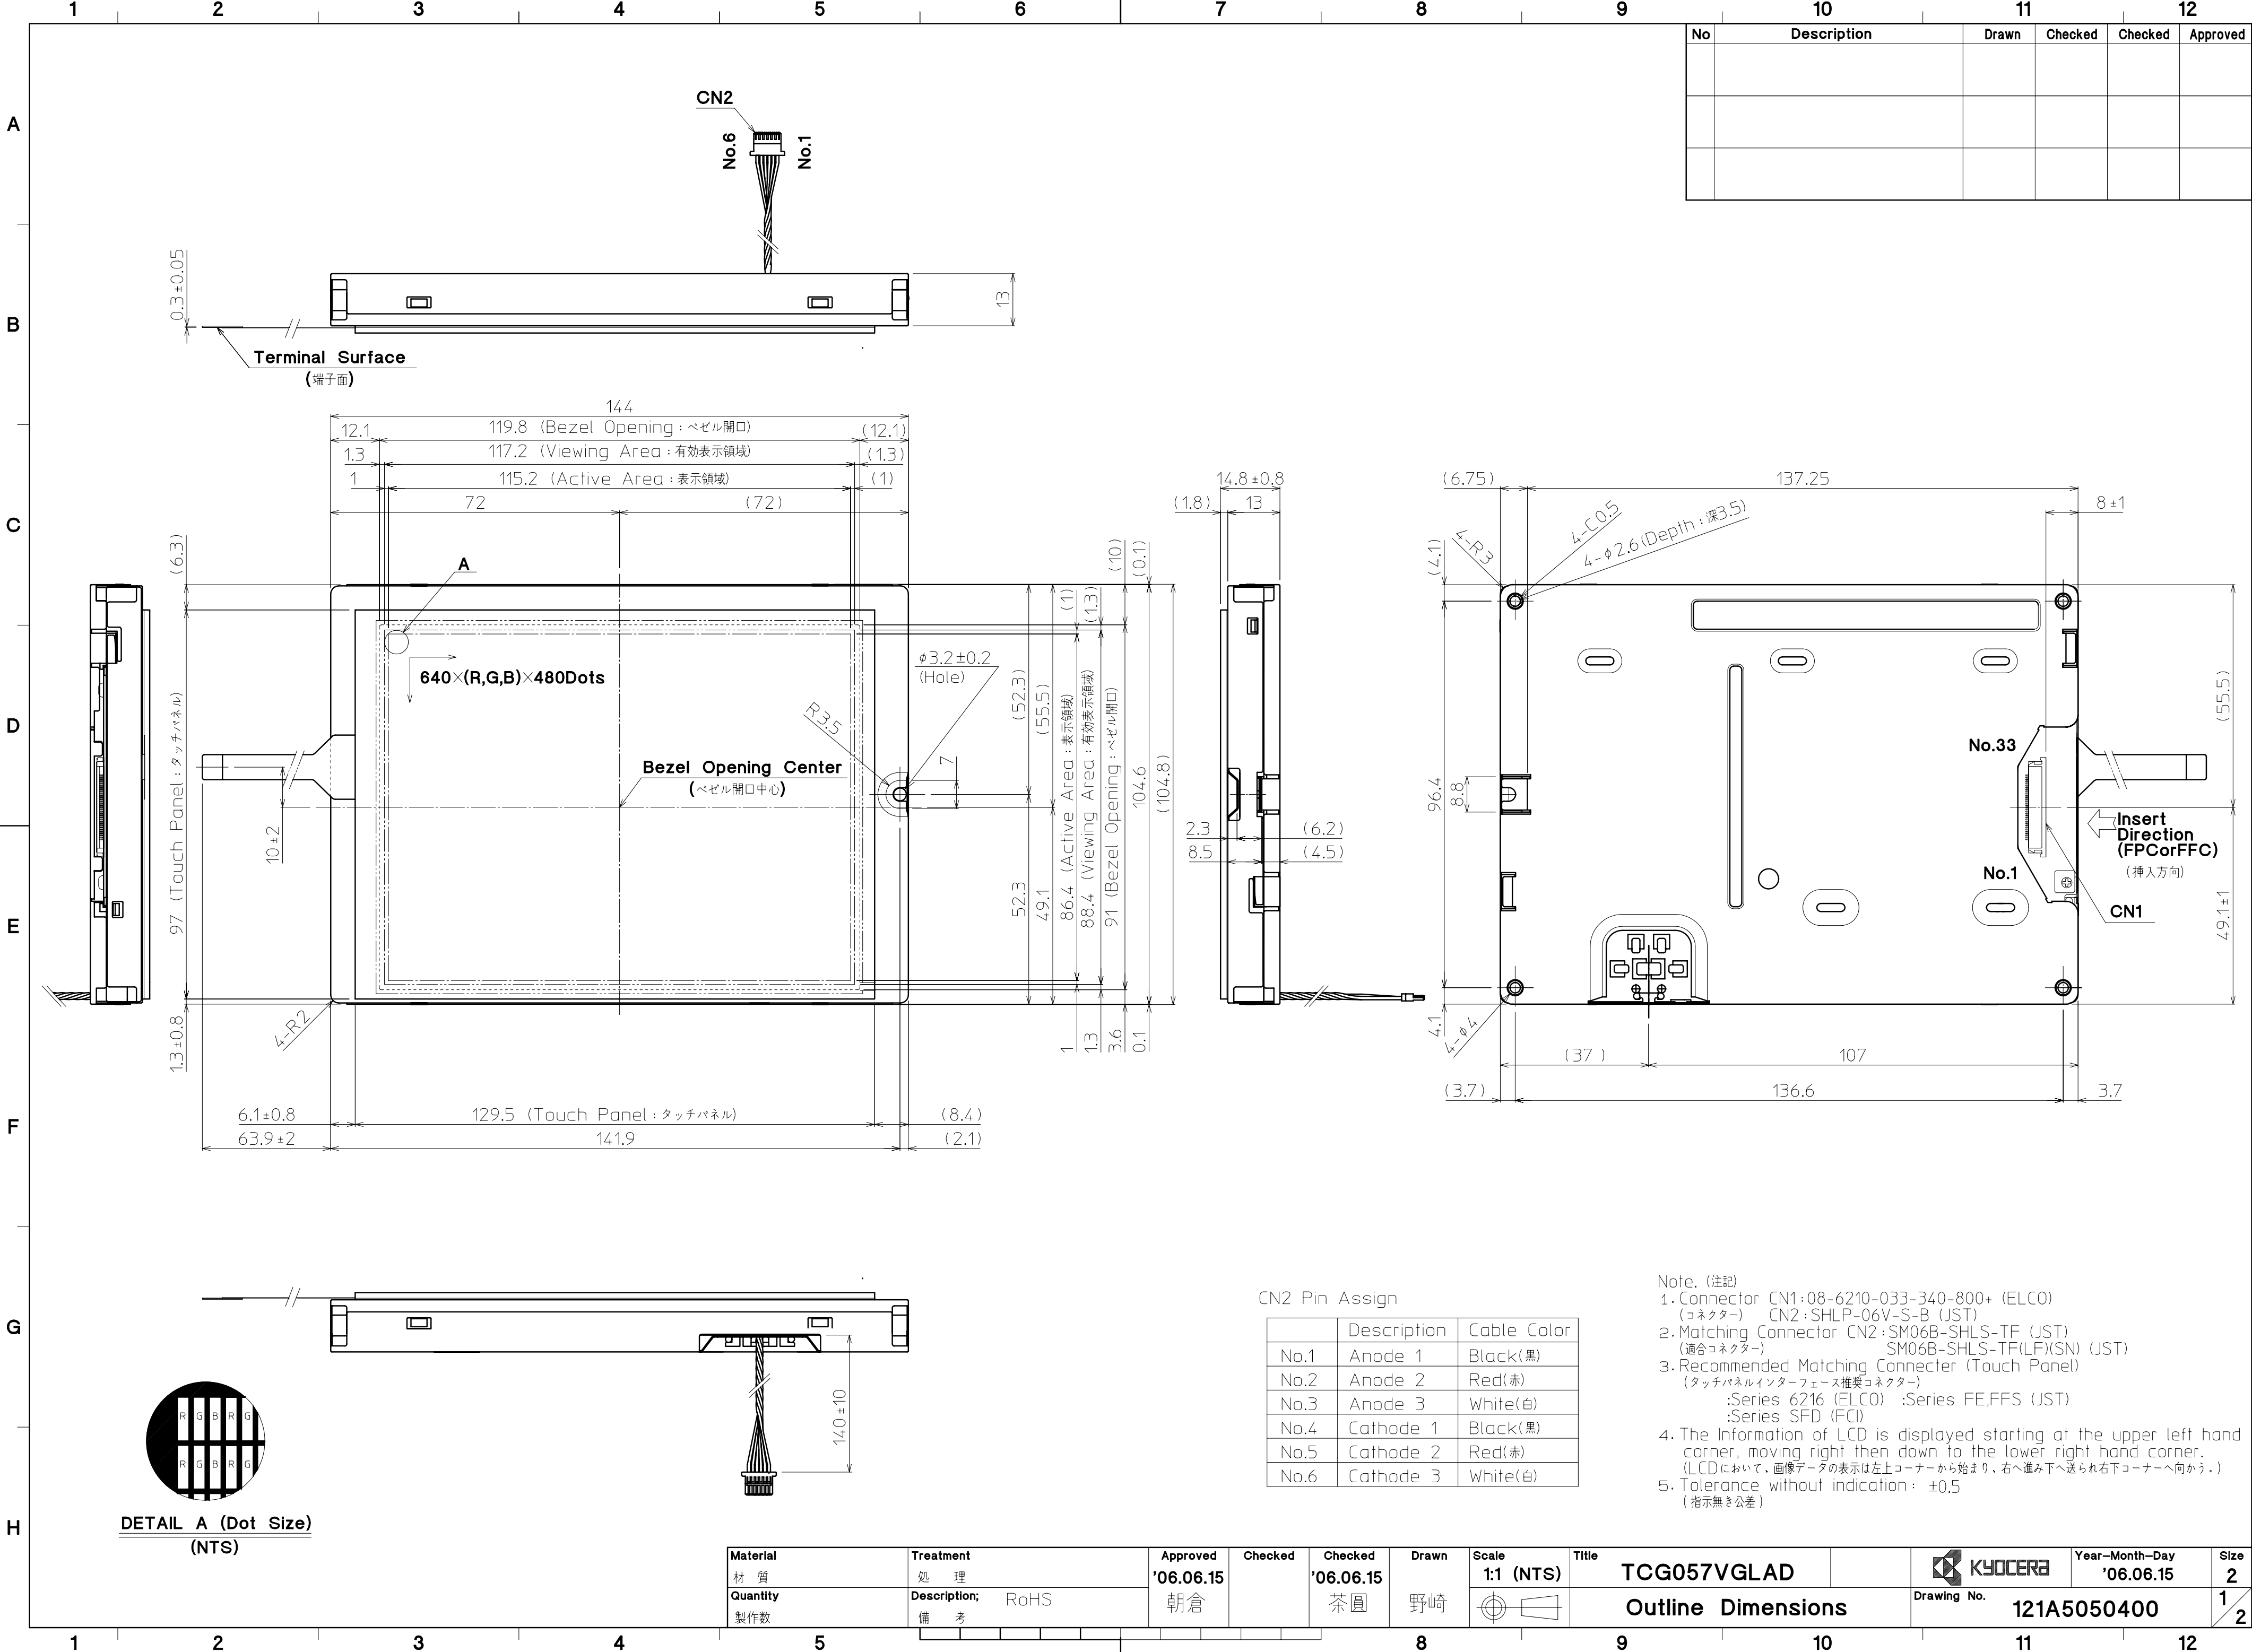 1 2 3 4 5 6 7 8 9 10 11 12
A
B
C
D
E
F
G
H
No Description Drawn Checked Checked Approved
CN2
No.6
No.1
0.3±0.05
13
Terminal Surface
(端子面)
144
12.1 119.8 (Bezel Opening：ベゼル開口) (12.1)
1.3 117.2 (Viewing Area：有効表示領域) (1.3)
1 115.2 (Active Area：表示領域) (1)
72 (72)
(6.3)
A
640×(R,G,B)×480Dots
97 (Touch Panel：タッチパネル)
10±2
Bezel Opening Center
(ベゼル開口中心)
R3.5
φ3.2±0.2
(Hole)
7
(52.3)
(55.5)
(1)
(1.3)
(10)
(0.1)
52.3
49.1
86.4 (Active Area：表示領域)
88.4 (Viewing Area：有効表示領域)
91 (Bezel Opening：ベゼル開口)
104.6
(104.8)
1
1.3
3.6
0.1
1.3±0.8
4-R2
6.1±0.8 129.5 (Touch Panel：タッチパネル) (8.4)
63.9±2 141.9 (2.1)
14.8±0.8
(1.8) 13
2.3 (6.2)
8.5 (4.5)
(6.75) 137.25
8±1
4-R3
4-C0.5
4-φ2.6(Depth：深3.5)
(4.1)
96.4
8.8
4.1
4-φ4
No.33
No.1
CN1
Insert
Direction
(FPCorFFC)
(挿入方向)
(55.5)
49.1±1
(37 ) 107
(3.7) 136.6 3.7
140±10
R G B R G
R G B R G
DETAIL A (Dot Size)
(NTS)
CN2 Pin Assign
Description Cable Color
No.1 Anode 1 Black(黒)
No.2 Anode 2 Red(赤)
No.3 Anode 3 White(白)
No.4 Cathode 1 Black(黒)
No.5 Cathode 2 Red(赤)
No.6 Cathode 3 White(白)
Note. (注記)
1. Connector CN1:08-6210-033-340-800+ (ELCO)
(コネクター) CN2:SHLP-06V-S-B (JST)
2. Matching Connector CN2:SM06B-SHLS-TF (JST)
(適合コネクター) SM06B-SHLS-TF(LF)(SN) (JST)
3. Recommended Matching Connecter (Touch Panel)
(タッチパネルインターフェース推奨コネクター)
:Series 6216 (ELCO) :Series FE,FFS (JST)
:Series SFD (FCI)
4. The Information of LCD is displayed starting at the upper left hand
corner, moving right then down to the lower right hand corner.
(LCDにおいて、画像データの表示は左上コーナーから始まり、右へ進み下へ送られ右下コーナーへ向かう。)
5. Tolerance without indication: ±0.5
(指示無き公差)
Material
材 質
Quantity
製作数
Treatment
処 理
Description; RoHS
備 考
Approved
'06.06.15
朝倉
Checked
Checked
'06.06.15
茶圓
Drawn
野崎
Scale
1:1 (NTS)
Title
TCG057VGLAD
Outline Dimensions
KYOCERA
Year-Month-Day
'06.06.15
Size
2
Drawing No.
121A5050400
1/2
1 2 3 4 5 8 9 10 11 12